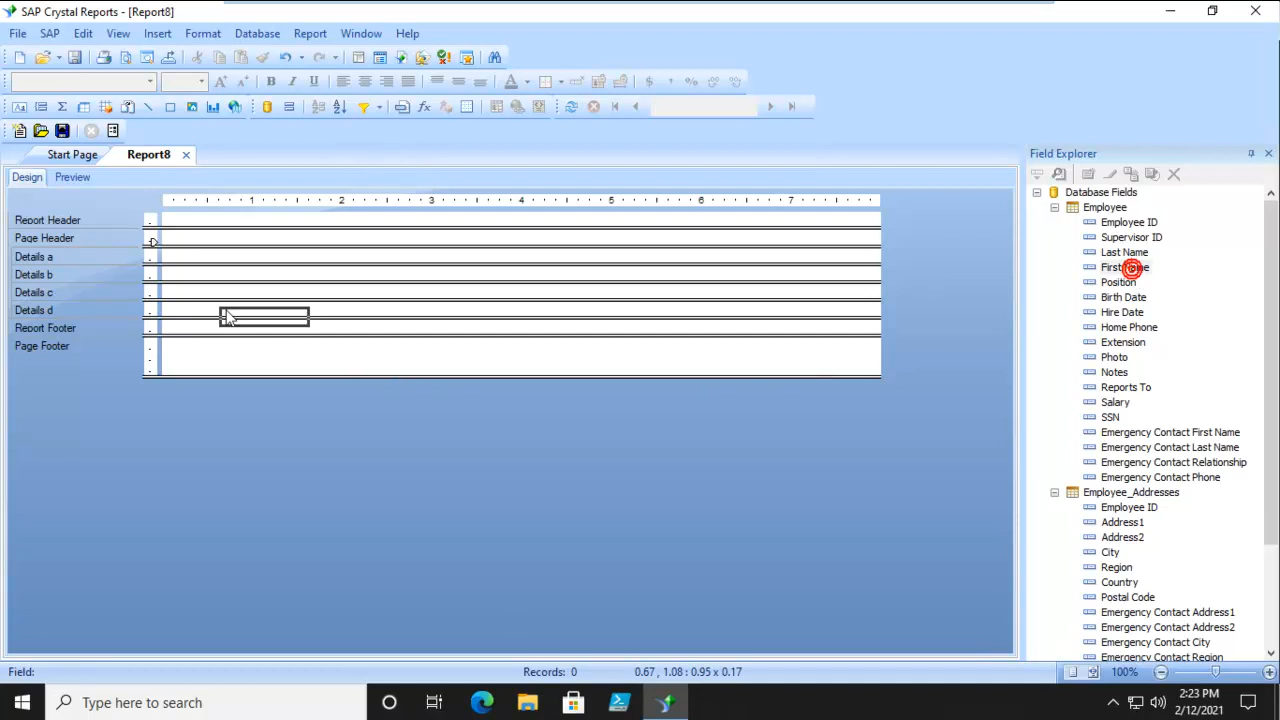 SAP Crystal Reports - [Report8]
File SAP Edit View Insert Format Database Report Window Help
Start Page Report8
Design Preview
1 2 3 4 5 6 7
Report Header
Page Header
Details a
Details b
Details c
Details d
Report Footer
Page Footer
Field Explorer
Database Fields
Employee
Employee ID
Supervisor ID
Last Name
First Name
Position
Birth Date
Hire Date
Home Phone
Extension
Photo
Notes
Reports To
Salary
SSN
Emergency Contact First Name
Emergency Contact Last Name
Emergency Contact Relationship
Emergency Contact Phone
Employee_Addresses
Employee ID
Address1
Address2
City
Region
Country
Postal Code
Emergency Contact Address1
Emergency Contact Address2
Emergency Contact City
Emergency Contact Region
Field: Records: 0 0.67 , 1.08 : 0.95 x 0.17 100%
Type here to search
2:23 PM
2/12/2021